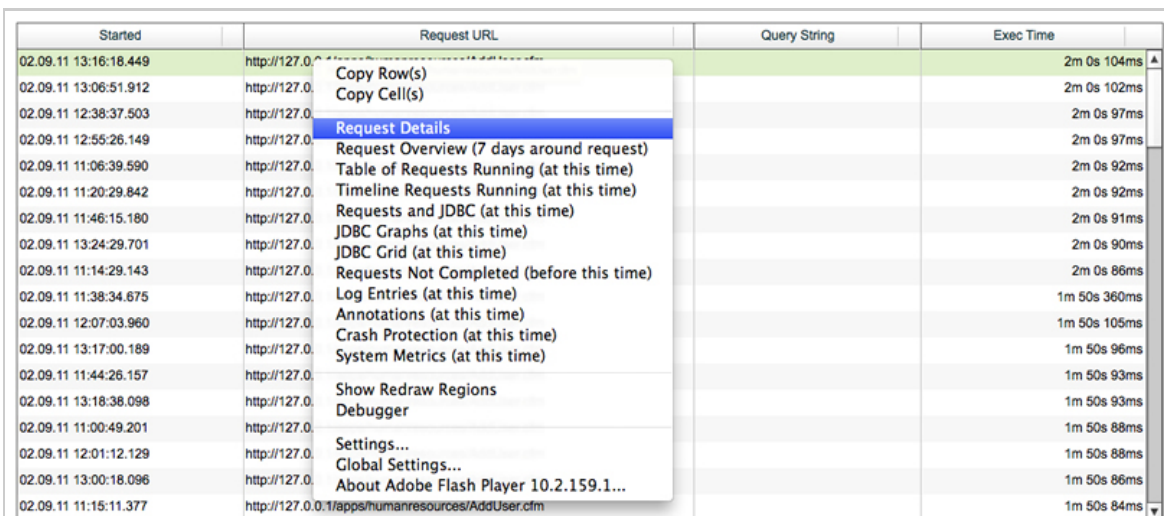 Started Request URL Query String Exec Time
02.09.11 13:16:18.449 http://127.0.0.1/apps/humanresources/AddUser.cfm 2m 0s 104ms
Copy Row(s)
02.09.11 13:06:51.912 http://127.0. 2m 0s 102ms
Copy Cell(s)
02.09.11 12:38:37.503 http://127.0. 2m 0s 97ms
Request Details
02.09.11 12:55:26.149 http://127.0. 2m 0s 97ms
Request Overview (7 days around request)
02.09.11 11:06:39.590 http://127.0. 2m 0s 92ms
Table of Requests Running (at this time)
02.09.11 11:20:29.842 http://127.0. 2m 0s 92ms
Timeline Requests Running (at this time)
02.09.11 11:46:15.180 http://127.0. 2m 0s 91ms
Requests and JDBC (at this time)
JDBC Graphs (at this time)
02.09.11 13:24:29.701 http://127.0. 2m 0s 90ms
JDBC Grid (at this time)
02.09.11 11:14:29.143 http://127.0. 2m 0s 86ms
Requests Not Completed (before this time)
02.09.11 11:38:34.675 http://127.0. 1m 50s 360ms
Log Entries (at this time)
Annotations (at this time)
02.09.11 12:07:03.960 http://127.0. 1m 50s 105ms
Crash Protection (at this time)
02.09.11 13:17:00.189 http://127.0. 1m 50s 96ms
System Metrics (at this time)
02.09.11 11:44:26.157 http://127.0. 1m 50s 93ms
Show Redraw Regions
02.09.11 13:18:38.098 http://127.0. 1m 50s 93ms
Debugger
02.09.11 11:00:49.201 http://127.0. 1m 50s 88ms
Settings...
02.09.11 12:01:12.129 http://127.0. 1m 50s 88ms
Global Settings...
02.09.11 13:00:18.096 http://127.0. 1m 50s 86ms
About Adobe Flash Player 10.2.159.1...
02.09.11 11:15:11.377 http://127.0.0.1/apps/humanresources/AddUser.cfm 1m 50s 84ms